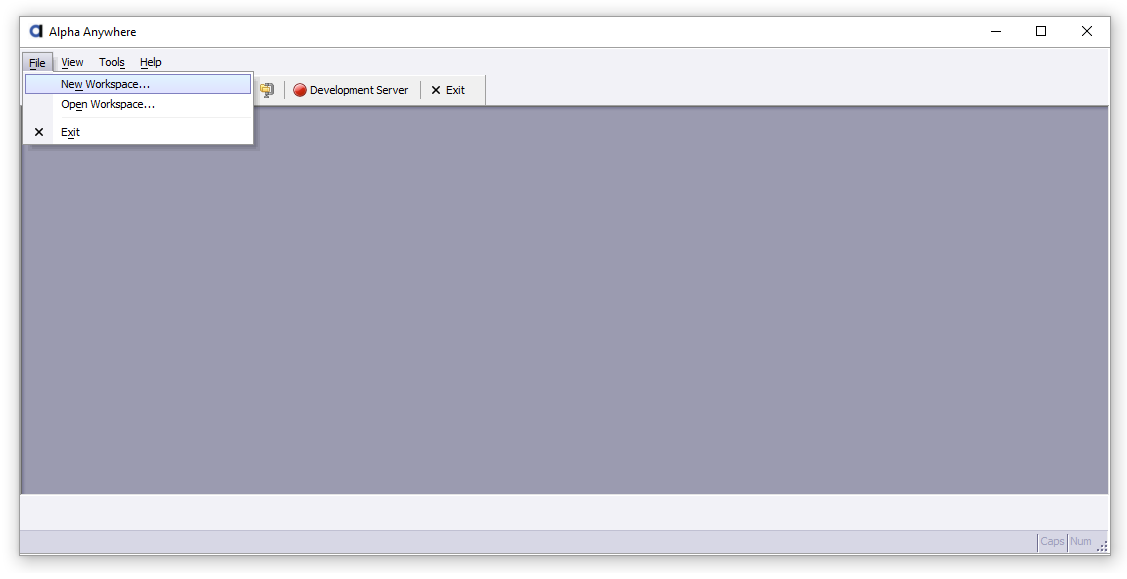 Alpha Anywhere
File View Tools Help
New Workspace...
Development Server Exit
Open Workspace...
Exit
Caps Num